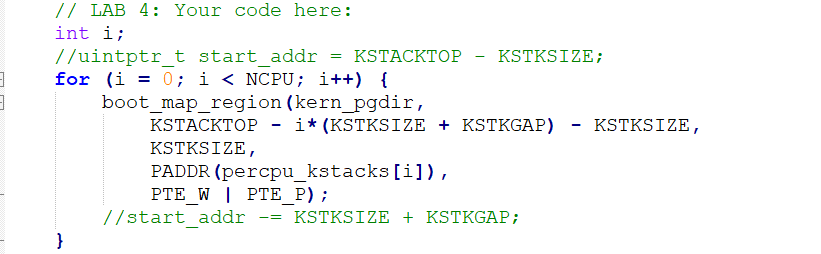 // LAB 4: Your code here:
int i;
//uintptr_t start_addr = KSTACKTOP - KSTKSIZE;
for (i = 0; i < NCPU; i++) {
boot_map_region(kern_pgdir,
KSTACKTOP - i*(KSTKSIZE + KSTKGAP) - KSTKSIZE,
KSTKSIZE,
PADDR(percpu_kstacks[i]),
PTE_W | PTE_P);
//start_addr -= KSTKSIZE + KSTKGAP;
}